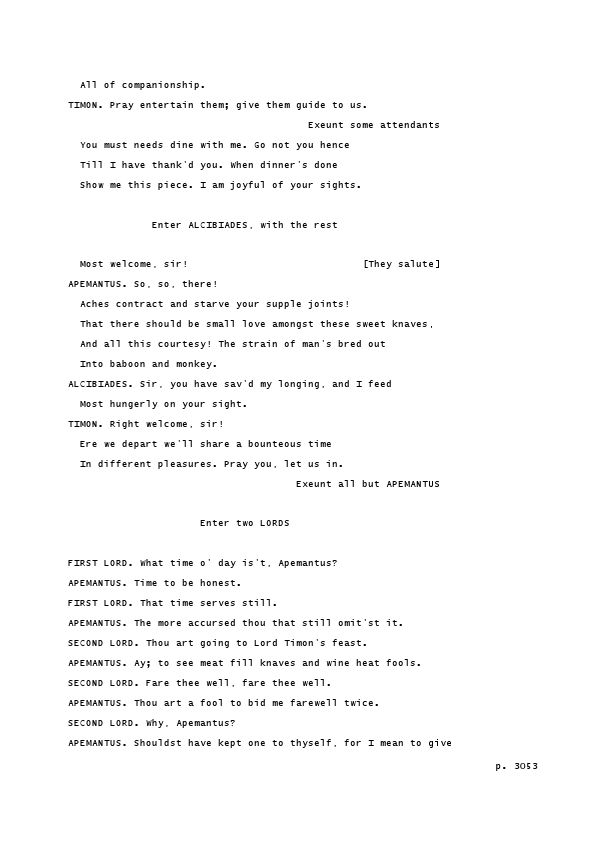 All of companionship.
TIMON. Pray entertain them; give them guide to us.
Exeunt some attendants
You must needs dine with me. Go not you hence
Till I have thank'd you. When dinner's done
Show me this piece. I am joyful of your sights.
Enter ALCIBIADES, with the rest
Most welcome, sir! [They salute]
APEMANTUS. So, so, there!
Aches contract and starve your supple joints!
That there should be small love amongst these sweet knaves,
And all this courtesy! The strain of man's bred out
Into baboon and monkey.
ALCIBIADES. Sir, you have sav'd my longing, and I feed
Most hungerly on your sight.
TIMON. Right welcome, sir!
Ere we depart we'll share a bounteous time
In different pleasures. Pray you, let us in.
Exeunt all but APEMANTUS
Enter two LORDS
FIRST LORD. What time o' day is't, Apemantus?
APEMANTUS. Time to be honest.
FIRST LORD. That time serves still.
APEMANTUS. The more accursed thou that still omit'st it.
SECOND LORD. Thou art going to Lord Timon's feast.
APEMANTUS. Ay; to see meat fill knaves and wine heat fools.
SECOND LORD. Fare thee well, fare thee well.
APEMANTUS. Thou art a fool to bid me farewell twice.
SECOND LORD. Why, Apemantus?
APEMANTUS. Shouldst have kept one to thyself, for I mean to give
p. 3053